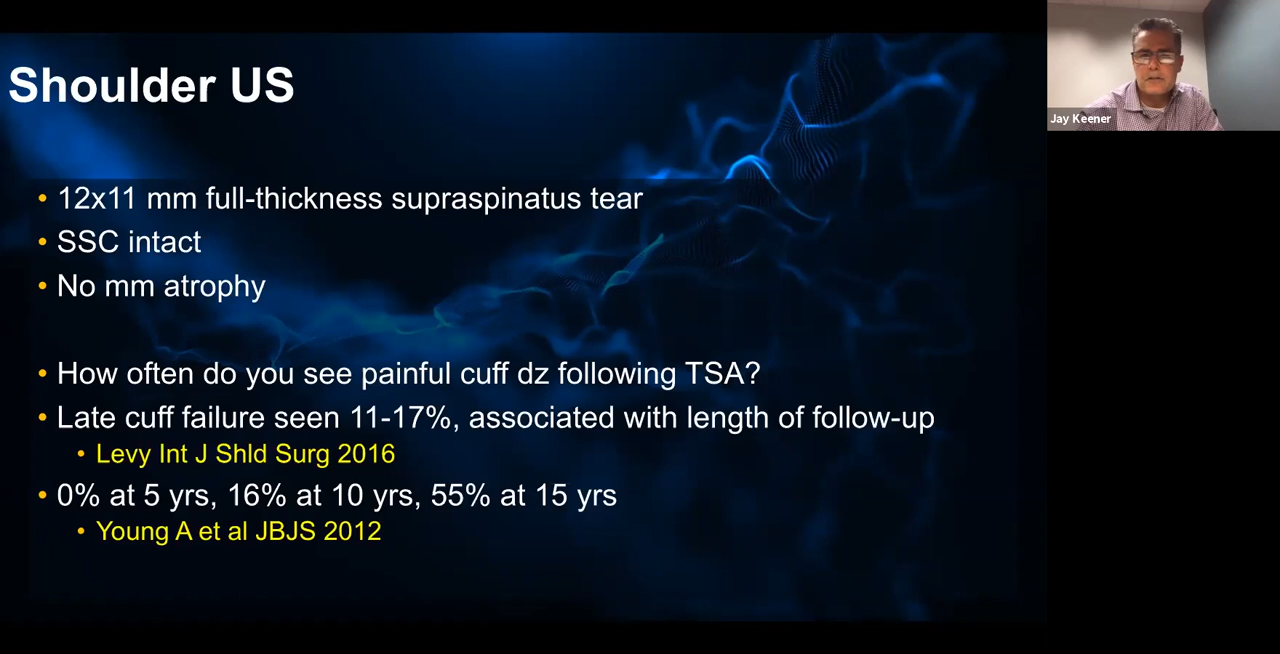 Shoulder US
• 12x11 mm full-thickness supraspinatus tear
• SSC intact
• No mm atrophy
• How often do you see painful cuff dz following TSA?
• Late cuff failure seen 11-17%, associated with length of follow-up
• Levy Int J Shld Surg 2016
• 0% at 5 yrs, 16% at 10 yrs, 55% at 15 yrs
• Young A et al JBJS 2012
Jay Keener